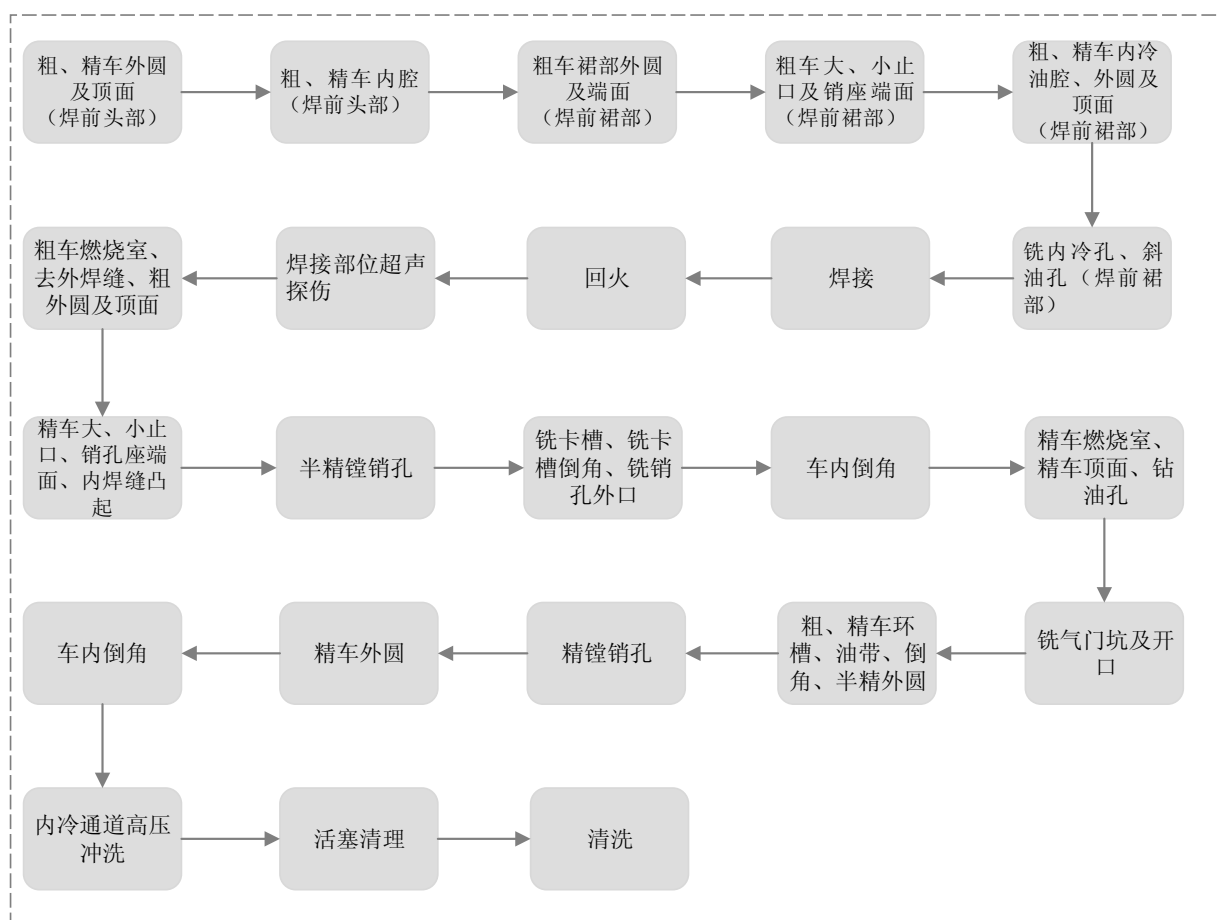 粗、精车外圆
及顶面
（焊前头部）
粗、精车内腔
（焊前头部）
粗车裙部外圆
及端面
（焊前裙部）
粗车大、小止
口及销座端面
（焊前裙部）
粗、精车内冷
油腔、外圆及
顶面
（焊前裙部）
铣内冷孔、斜
油孔（焊前裙
部）
焊接
回火
焊接部位超声
探伤
粗车燃烧室、
去外焊缝、粗
外圆及顶面
精车大、小止
口、销孔座端
面、内焊缝凸
起
半精镗销孔
铣卡槽、铣卡
槽倒角、铣销
孔外口
车内倒角
精车燃烧室、
精车顶面、钻
油孔
铣气门坑及开
口
粗、精车环
槽、油带、倒
角、半精外圆
精镗销孔
精车外圆
车内倒角
内冷通道高压
冲洗
活塞清理
清洗